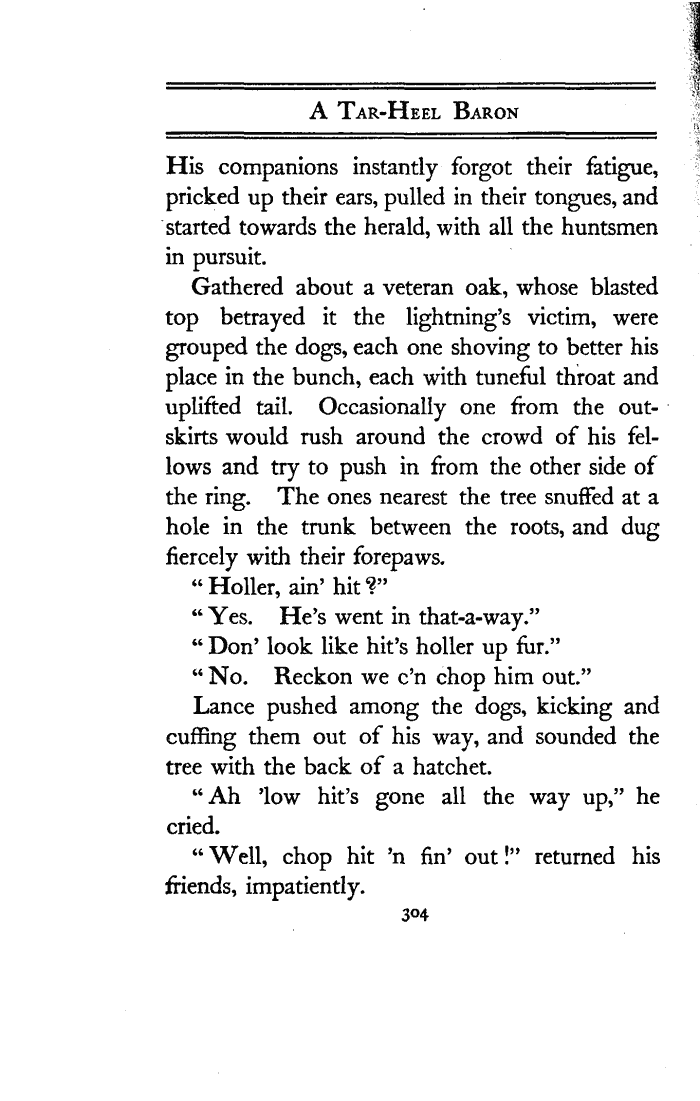 A Tar-Heel Baron
His companions instantly forgot their fatigue,
pricked up their ears, pulled in their tongues, and
started towards the herald, with all the huntsmen
in pursuit.
Gathered about a veteran oak, whose blasted
top betrayed it the lightning's victim, were
grouped the dogs, each one shoving to better his
place in the bunch, each with tuneful throat and
uplifted tail. Occasionally one from the out-
skirts would rush around the crowd of his fel-
lows and try to push in from the other side of
the ring. The ones nearest the tree snuffed at a
hole in the trunk between the roots, and dug
fiercely with their forepaws.
“Holler, ain’ hit?”
“Yes. He’s went in that-a-way.”
“Don’ look like hit’s holler up fur.”
“No. Reckon we c’n chop him out.”
Lance pushed among the dogs, kicking and
cuffing them out of his way, and sounded the
tree with the back of a hatchet.
“Ah ’low hit’s gone all the way up,” he
cried.
“Well, chop hit ’n fin’ out!” returned his
friends, impatiently.
304